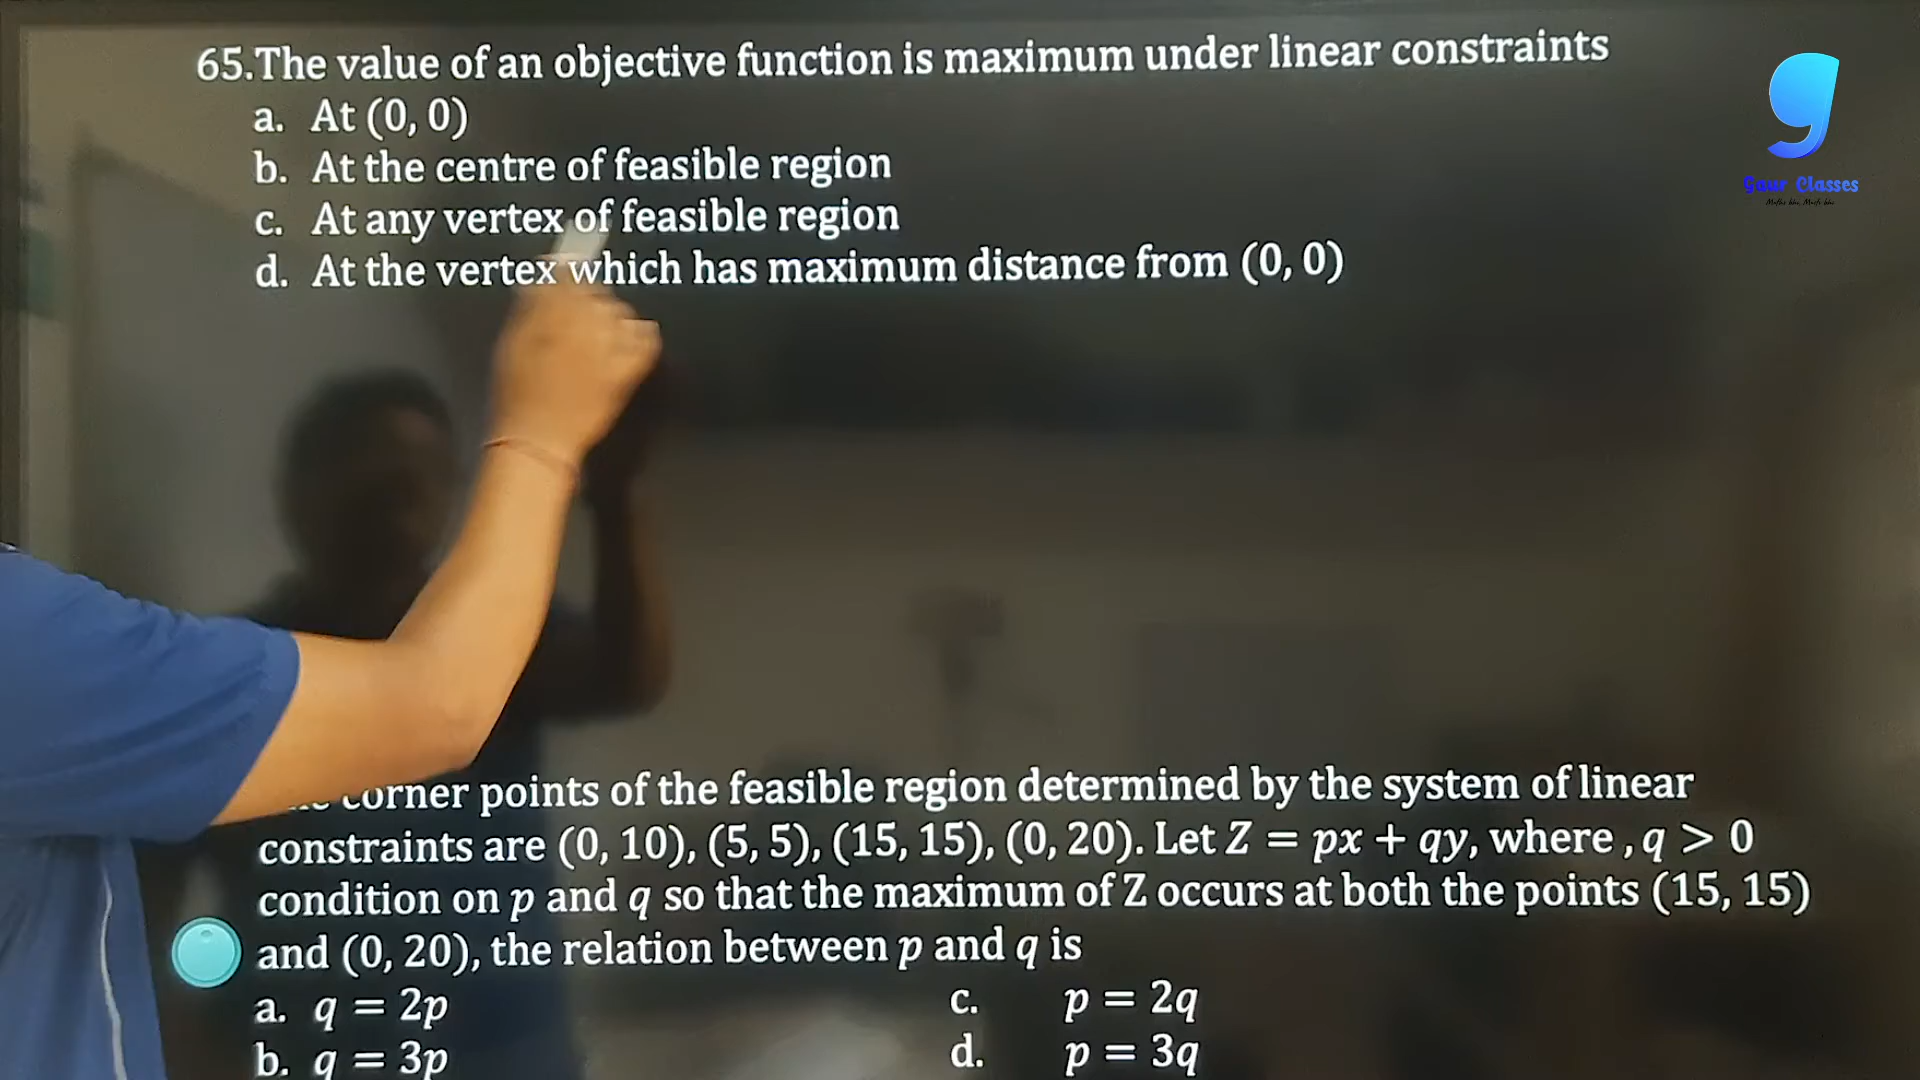 65.The value of an objective function is maximum under linear constraints
a. At (0, 0)
b. At the centre of feasible region
c. At any vertex of feasible region
d. At the vertex which has maximum distance from (0, 0)
g
Gaur Classes
corner points of the feasible region determined by the system of linear
constraints are (0, 10), (5, 5), (15, 15), (0, 20). Let Z = px + qy, where , q > 0
condition on p and q so that the maximum of Z occurs at both the points (15, 15)
and (0, 20), the relation between p and q is
a. q = 2p
b. q = 3p
c. p = 2q
d. p = 3q